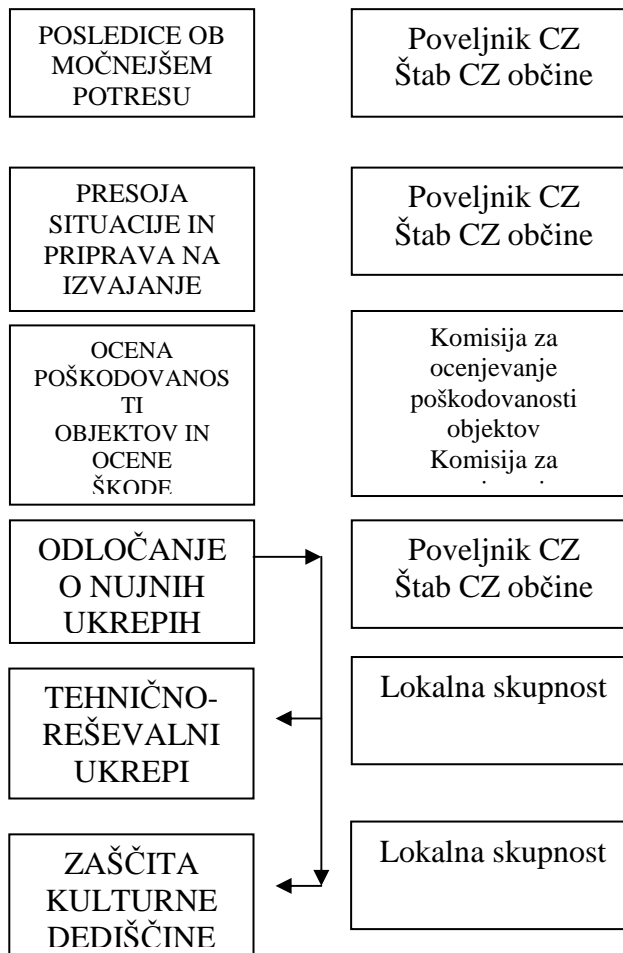 POSLEDICE OB
MOČNEJŠEM
POTRESU
Poveljnik CZ
Štab CZ občine
PRESOJA
SITUACIJE IN
PRIPRAVA NA
IZVAJANJE
Poveljnik CZ
Štab CZ občine
OCENA
POŠKODOVANOS
TI
OBJEKTOV IN
OCENE
ŠKODE
Komisija za
ocenjevanje
poškodovanosti
objektov
Komisija za
ODLOČANJE
O NUJNIH
UKREPIH
Poveljnik CZ
Štab CZ občine
TEHNIČNO-
REŠEVALNI
UKREPI
Lokalna skupnost
ZAŠČITA
KULTURNE
DEDIŠČINE
Lokalna skupnost